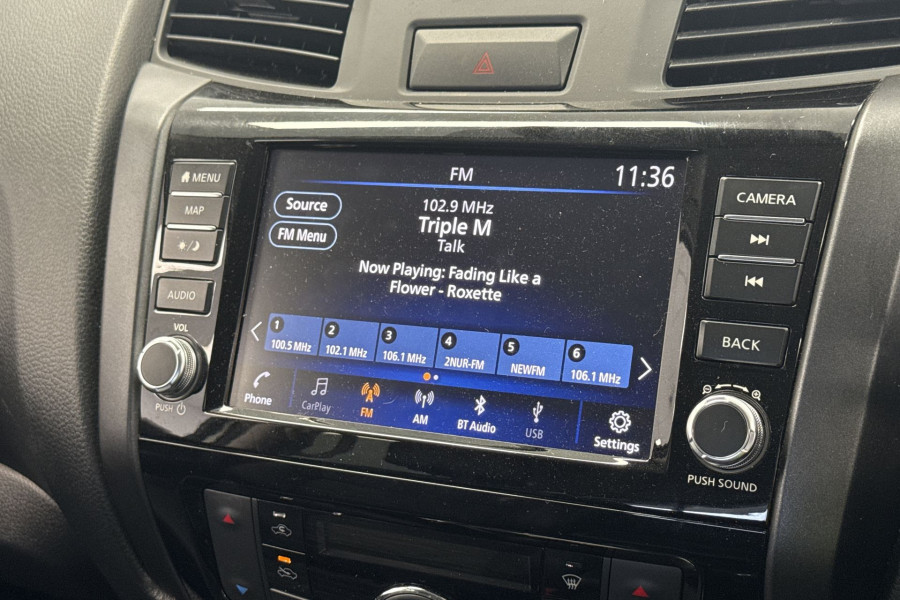 MENU
MAP
AUDIO
VOL
PUSH
FM
11:36
Source
102.9 MHz
FM Menu
Triple M
Talk
Now Playing: Fading Like a
Flower - Roxette
1
100.5 MHz
2
102.1 MHz
3
106.1 MHz
4
2NUR-FM
5
NEWFM
6
106.1 MHz
Phone
CarPlay
FM
AM
BT Audio
USB
Settings
CAMERA
BACK
PUSH SOUND